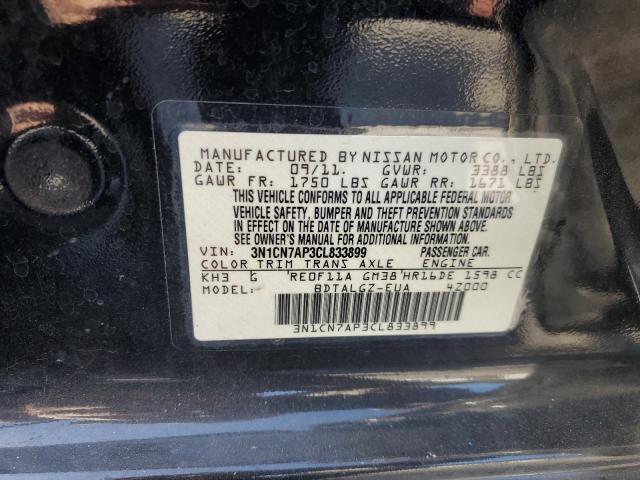 MANUFACTURED BY NISSAN MOTOR CO., LTD.
DATE: 09/11. GVWR: 3388 LBS
GAWR FR: 1750 LBS GAWR RR: 1671 LBS
THIS VEHICLE CONFORMS TO ALL APPLICABLE FEDERAL MOTOR
VEHICLE SAFETY, BUMPER AND THEFT PREVENTION STANDARDS
IN EFFECT ON THE DATE OF MANUFACTURE SHOWN ABOVE.
SEE OWNER'S MANUAL FOR ADDITIONAL INFORMATION.
VIN: 3N1CN7AP3CL833899 PASSENGER CAR.
COLOR TRIM TRANS AXLE ENGINE
KH3 G 'RE0F11A GM38'HR16DE 1598 CC
MODEL: BDTALGZ-EUA 4Z000
3N1CN7AP3CL833899